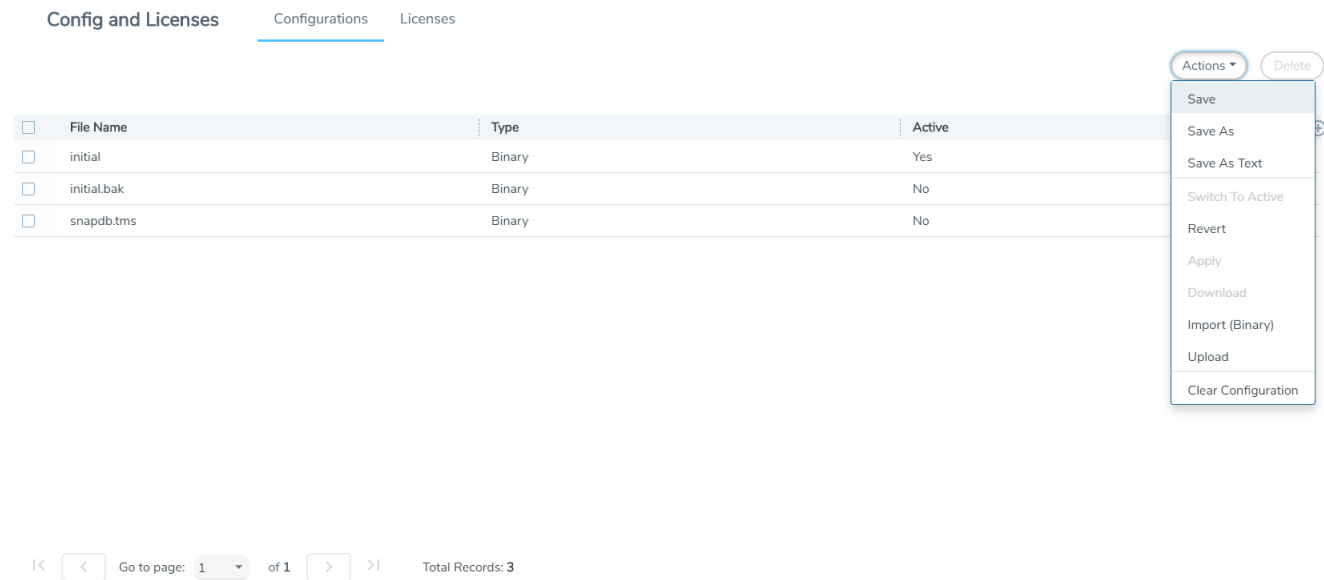 Config and Licenses Configurations Licenses
Actions Delete
Save
Save As
Save As Text
Switch To Active
Revert
Apply
Download
Import (Binary)
Upload
Clear Configuration
File Name Type Active
initial Binary Yes
initial.bak Binary No
snapdb.tms Binary No
Go to page: 1 of 1 Total Records: 3